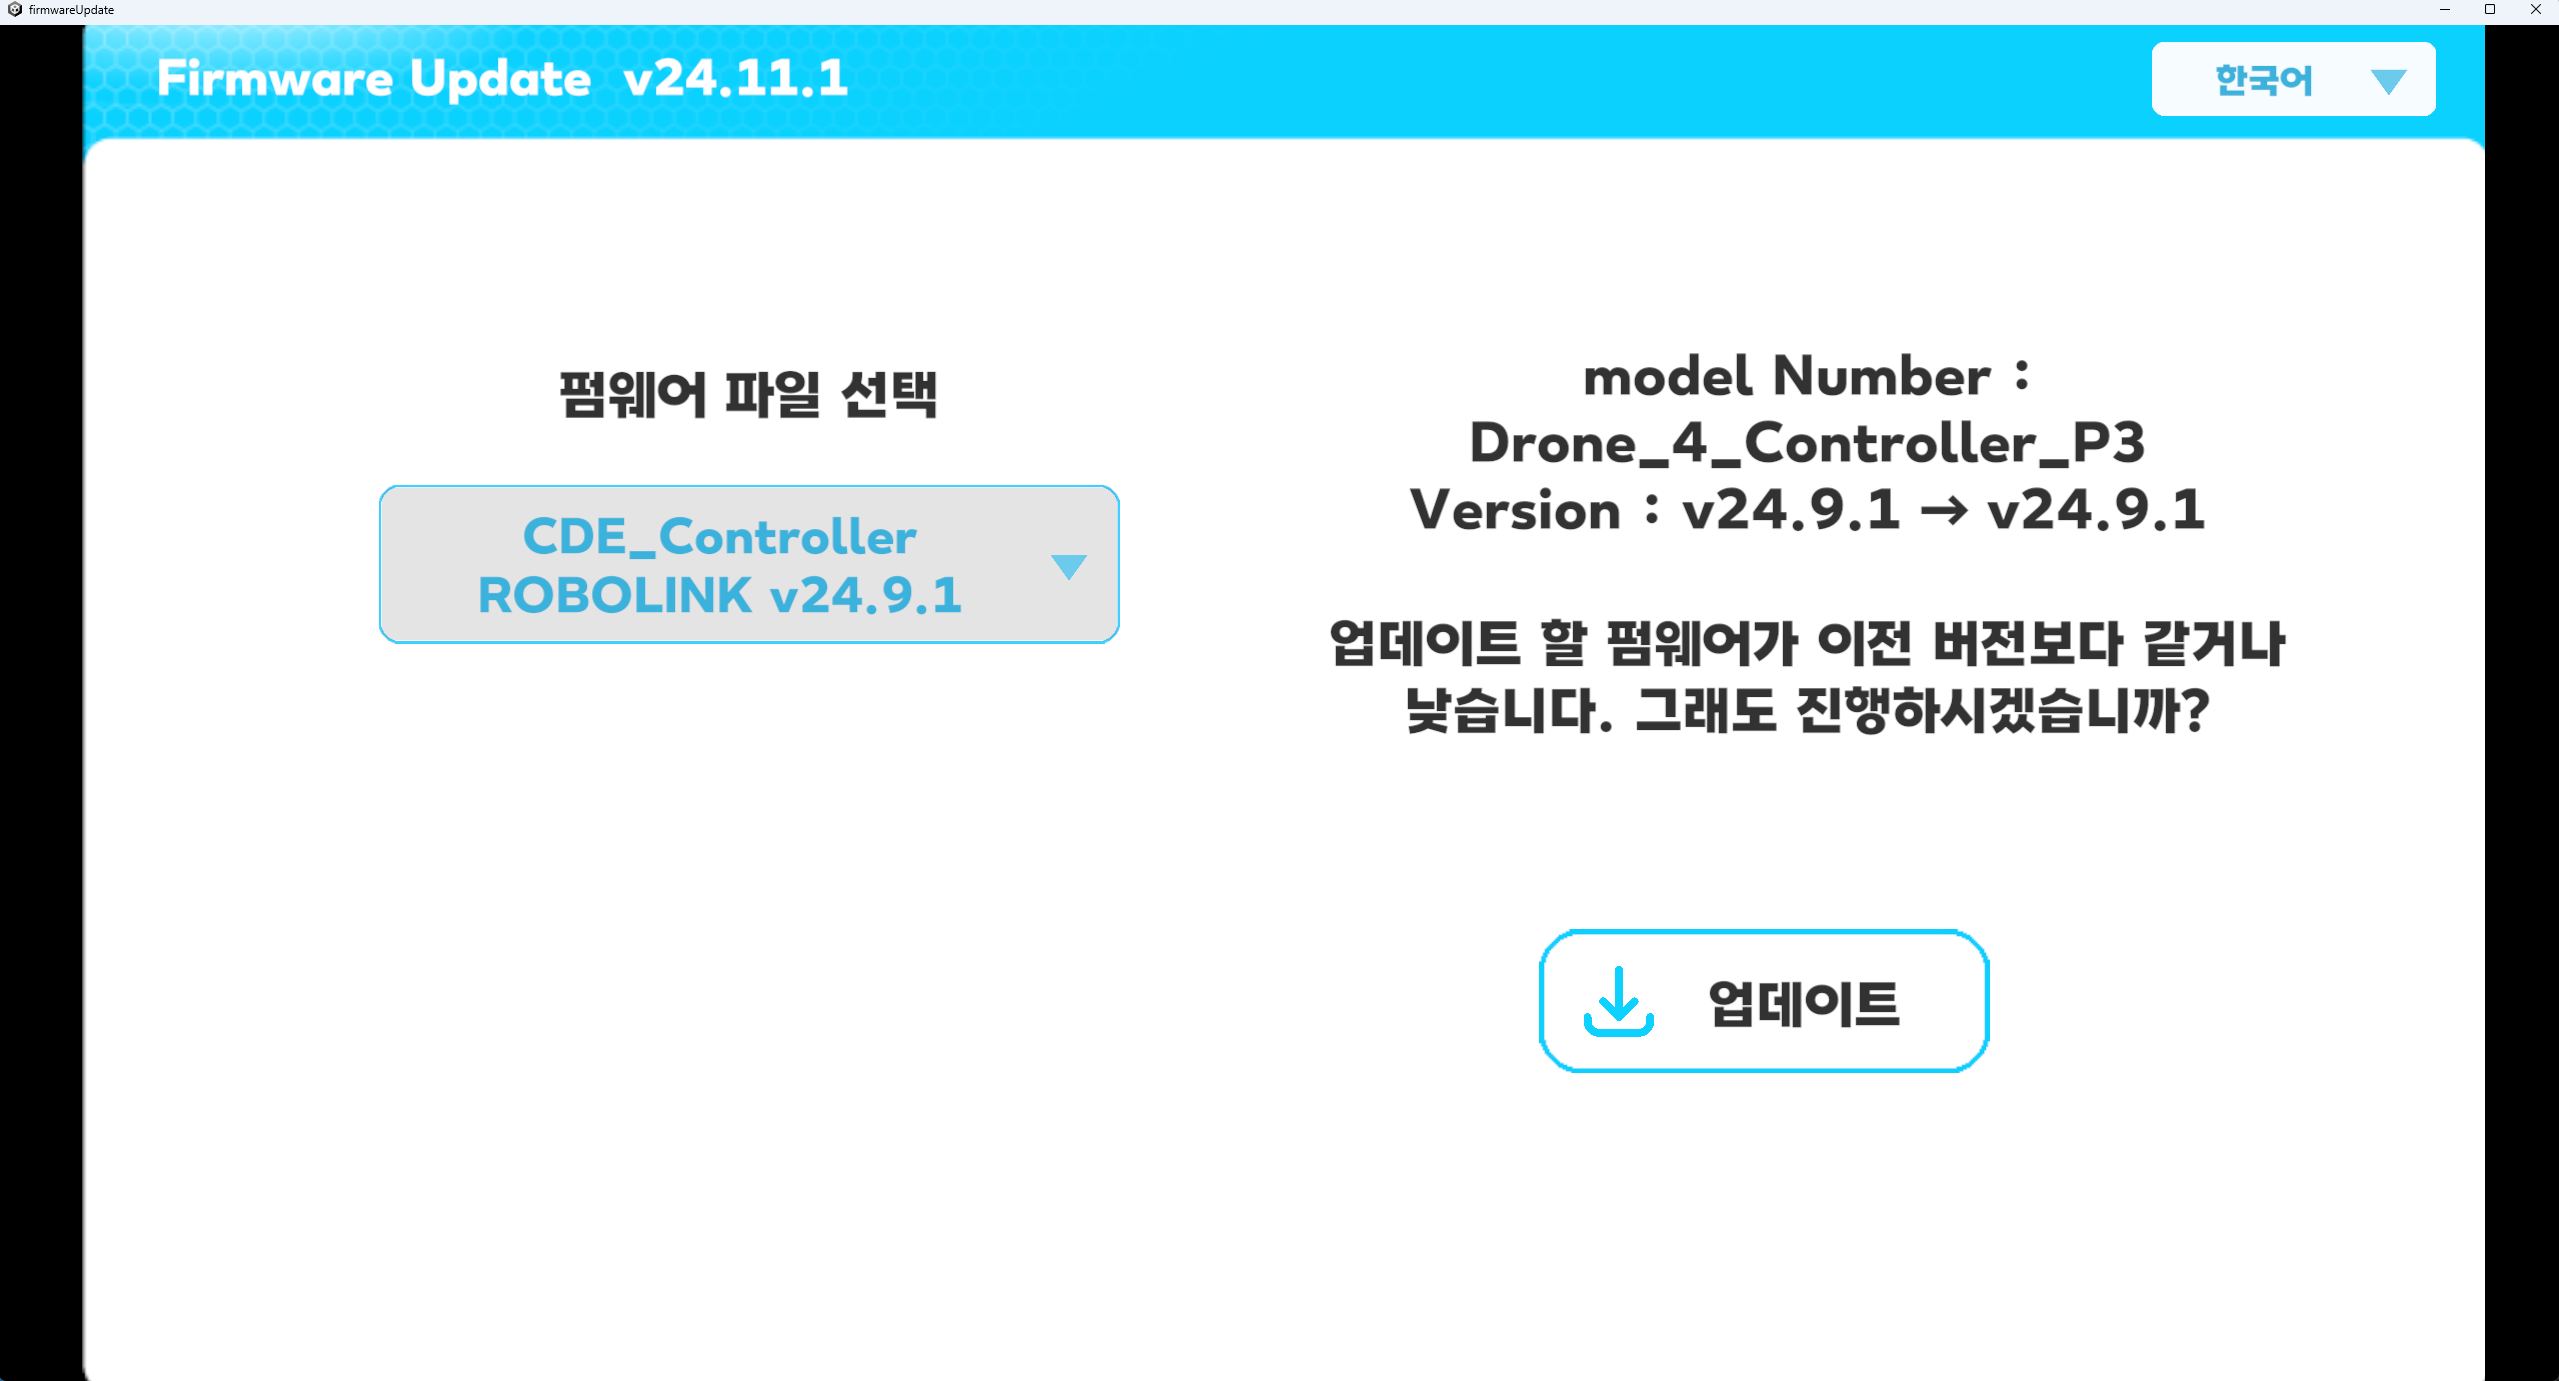 firmwareUpdate
Firmware Update v24.11.1
한국어
펌웨어 파일 선택
CDE_Controller
ROBOLINK v24.9.1
model Number :
Drone_4_Controller_P3
Version : v24.9.1 → v24.9.1
업데이트 할 펌웨어가 이전 버전보다 같거나
낮습니다. 그래도 진행하시겠습니까?
업데이트